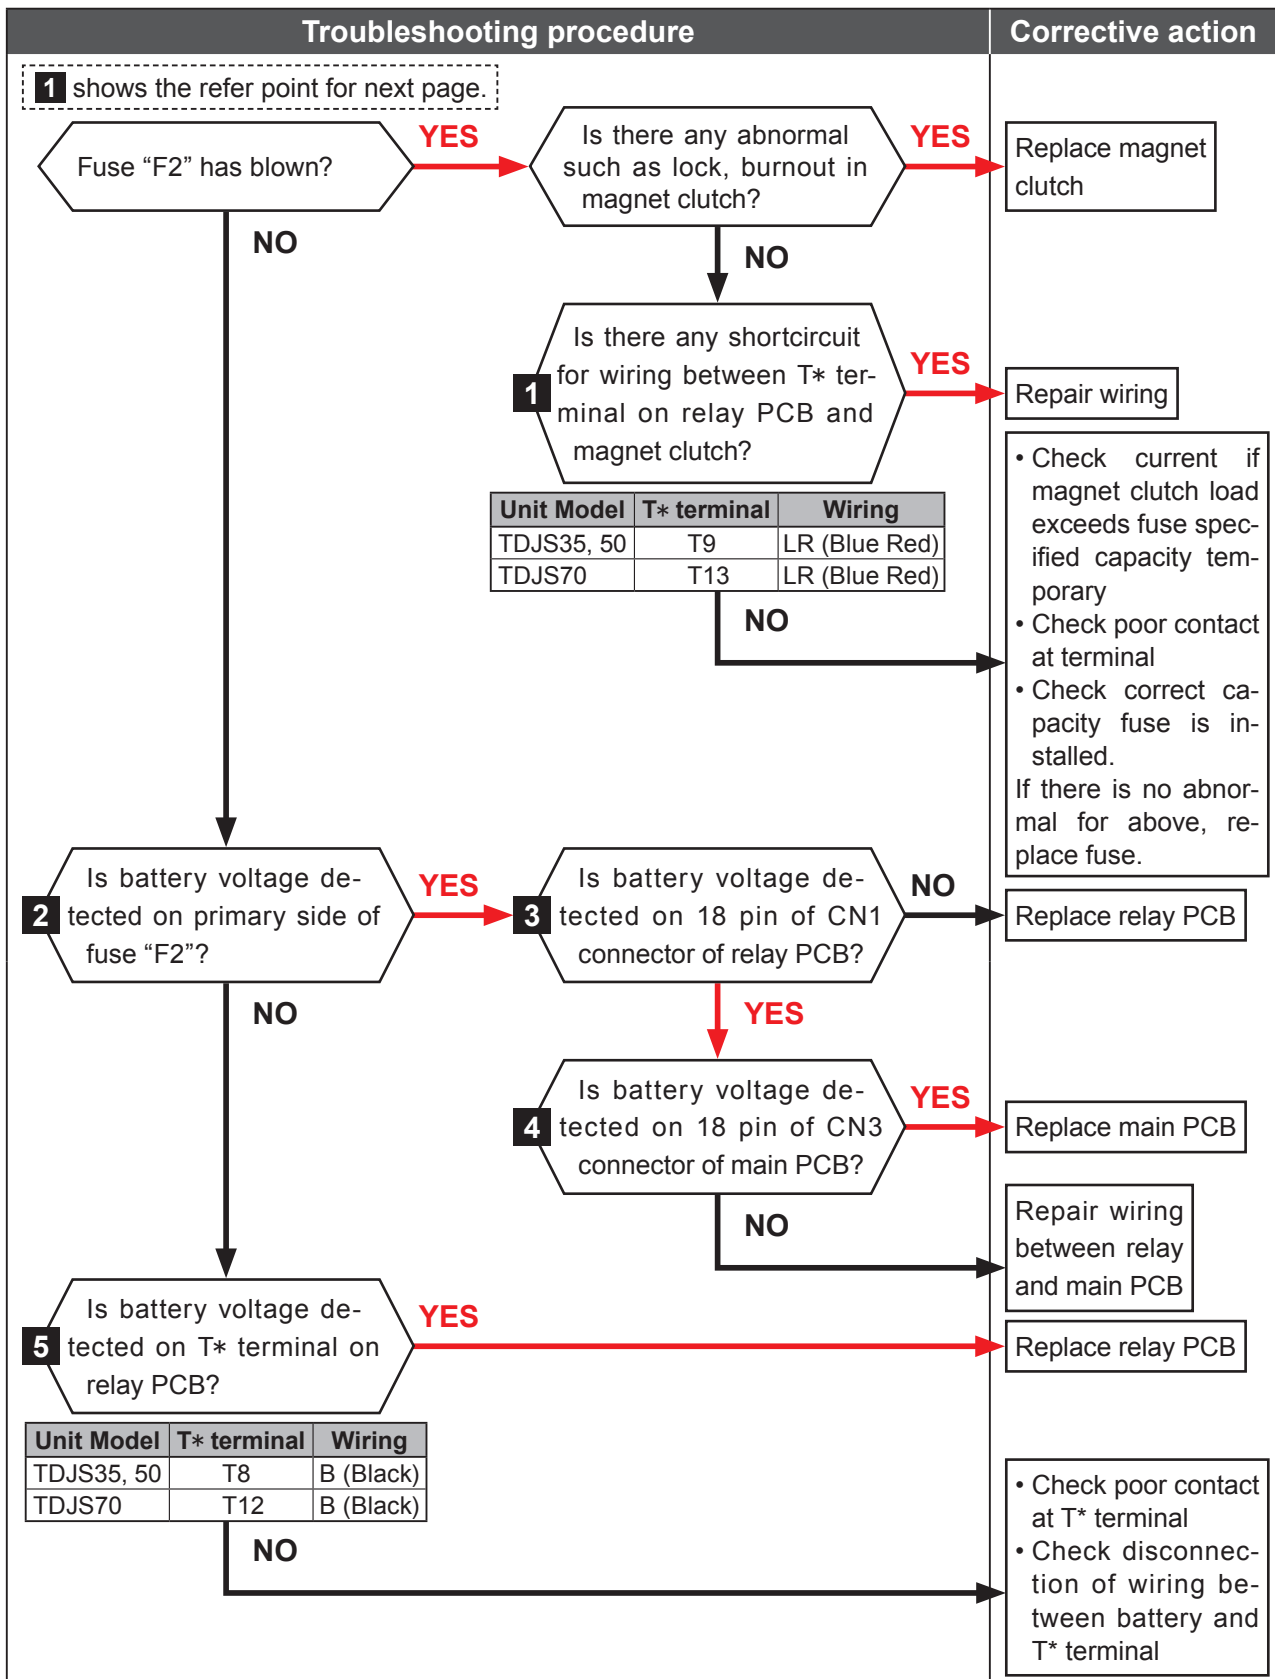 Troubleshooting procedure
Corrective action
1 shows the refer point for next page.
Fuse “F2” has blown?
YES
Is there any abnormal
such as lock, burnout in
magnet clutch?
YES
Replace magnet
clutch
NO
NO
1
Is there any shortcircuit
for wiring between T* ter-
minal on relay PCB and
magnet clutch?
YES
Repair wiring
Unit Model T* terminal Wiring
TDJS35, 50 T9 LR (Blue Red)
TDJS70 T13 LR (Blue Red)
NO
• Check current if
magnet clutch load
exceeds fuse spec-
ified capacity tem-
porary
• Check poor contact
at terminal
• Check correct ca-
pacity fuse is in-
stalled.
If there is no abnor-
mal for above, re-
place fuse.
2
Is battery voltage de-
tected on primary side of
fuse “F2”?
YES
3
Is battery voltage de-
tected on 18 pin of CN1
connector of relay PCB?
NO
Replace relay PCB
NO
YES
4
Is battery voltage de-
tected on 18 pin of CN3
connector of main PCB?
YES
Replace main PCB
NO
Repair wiring
between relay
and main PCB
5
Is battery voltage de-
tected on T* terminal on
relay PCB?
YES
Replace relay PCB
Unit Model T* terminal Wiring
TDJS35, 50 T8 B (Black)
TDJS70 T12 B (Black)
NO
• Check poor contact
at T* terminal
• Check disconnec-
tion of wiring be-
tween battery and
T* terminal